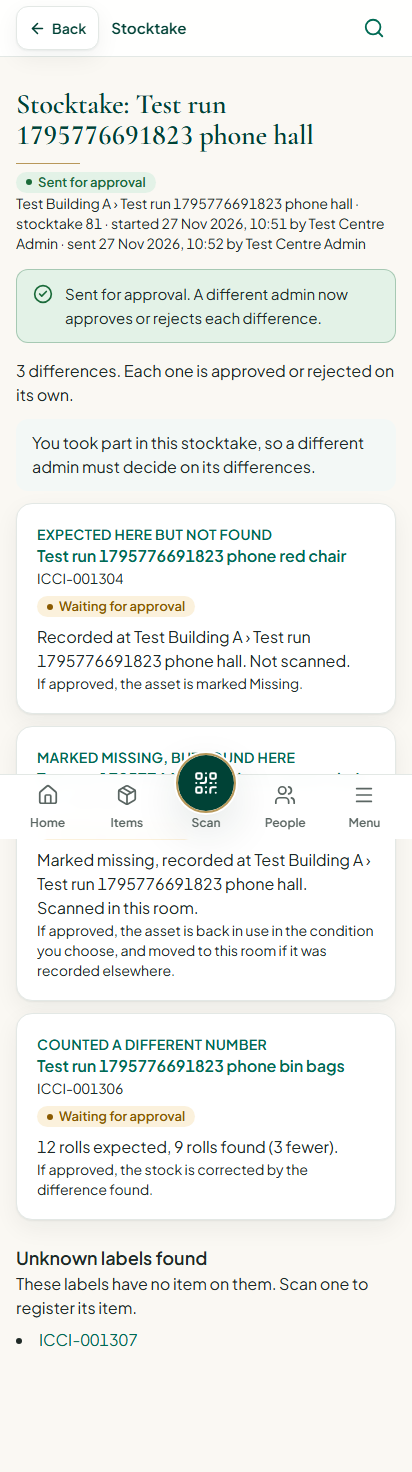 Back
Stocktake
Stocktake: Test run
1795776691823 phone hall
Sent for approval
Test Building A › Test run 1795776691823 phone hall ·
stocktake 81 · started 27 Nov 2026, 10:51 by Test Centre
Admin · sent 27 Nov 2026, 10:52 by Test Centre Admin
Sent for approval. A different admin now
approves or rejects each difference.
3 differences. Each one is approved or rejected on
its own.
You took part in this stocktake, so a different
admin must decide on its differences.
EXPECTED HERE BUT NOT FOUND
Test run 1795776691823 phone red chair
ICCI-001304
Waiting for approval
Recorded at Test Building A › Test run
1795776691823 phone hall. Not scanned.
If approved, the asset is marked Missing.
MARKED MISSING, HERE
Home
Items
Scan
People
Menu
Marked missing, recorded at Test Building A ›
Test run 1795776691823 phone hall.
Scanned in this room.
If approved, the asset is back in use in the condition
you choose, and moved to this room if it was
recorded elsewhere.
COUNTED A DIFFERENT NUMBER
Test run 1795776691823 phone bin bags
ICCI-001306
Waiting for approval
12 rolls expected, 9 rolls found (3 fewer).
If approved, the stock is corrected by the
difference found.
Unknown labels found
These labels have no item on them. Scan one to
register its item.
ICCI-001307